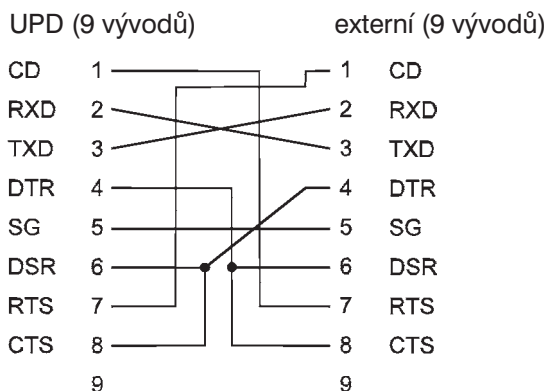 UPD (9 vývodů) externí (9 vývodů)
CD 1 1 CD
RXD 2 2 RXD
TXD 3 3 TXD
DTR 4 4 DTR
SG 5 5 SG
DSR 6 6 DSR
RTS 7 7 RTS
CTS 8 8 CTS
9 9